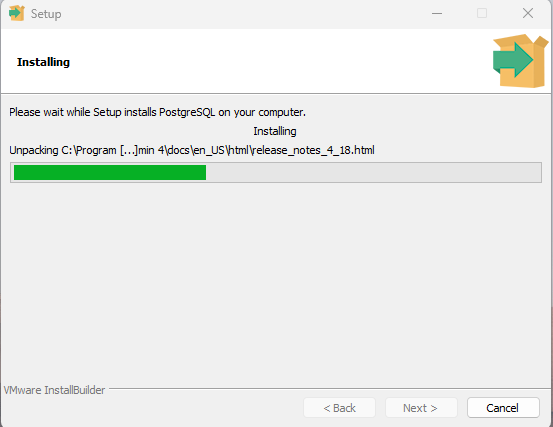 Setup
Installing
Please wait while Setup installs PostgreSQL on your computer.
Installing
Unpacking C:\Program [...]min 4\docs\en_US\html\release_notes_4_18.html
VMware InstallBuilder
< Back
Next >
Cancel